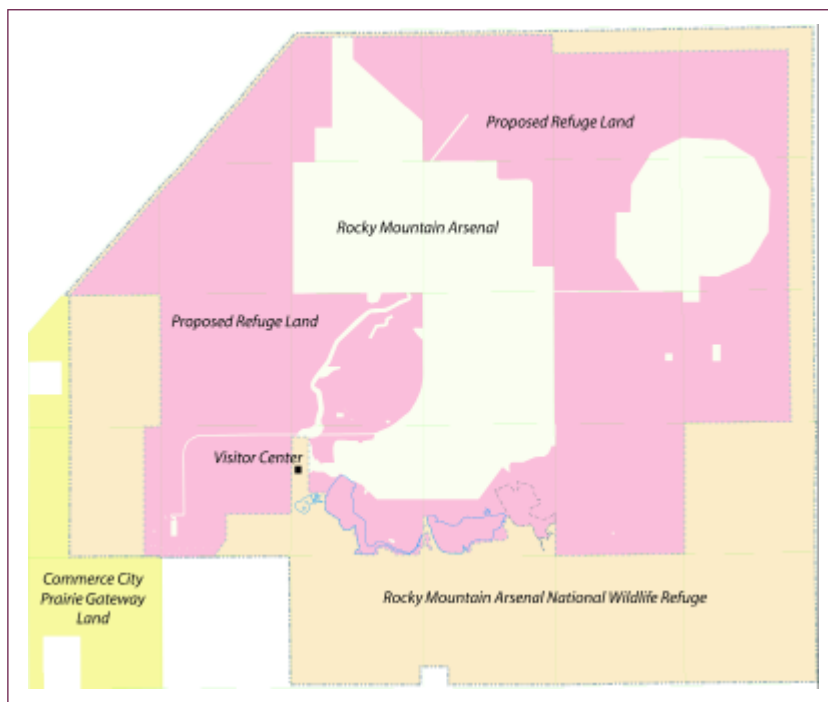 Proposed Refuge Land
Rocky Mountain Arsenal
Proposed Refuge Land
Visitor Center
Commerce City
Prairie Gateway
Land
Rocky Mountain Arsenal National Wildlife Refuge